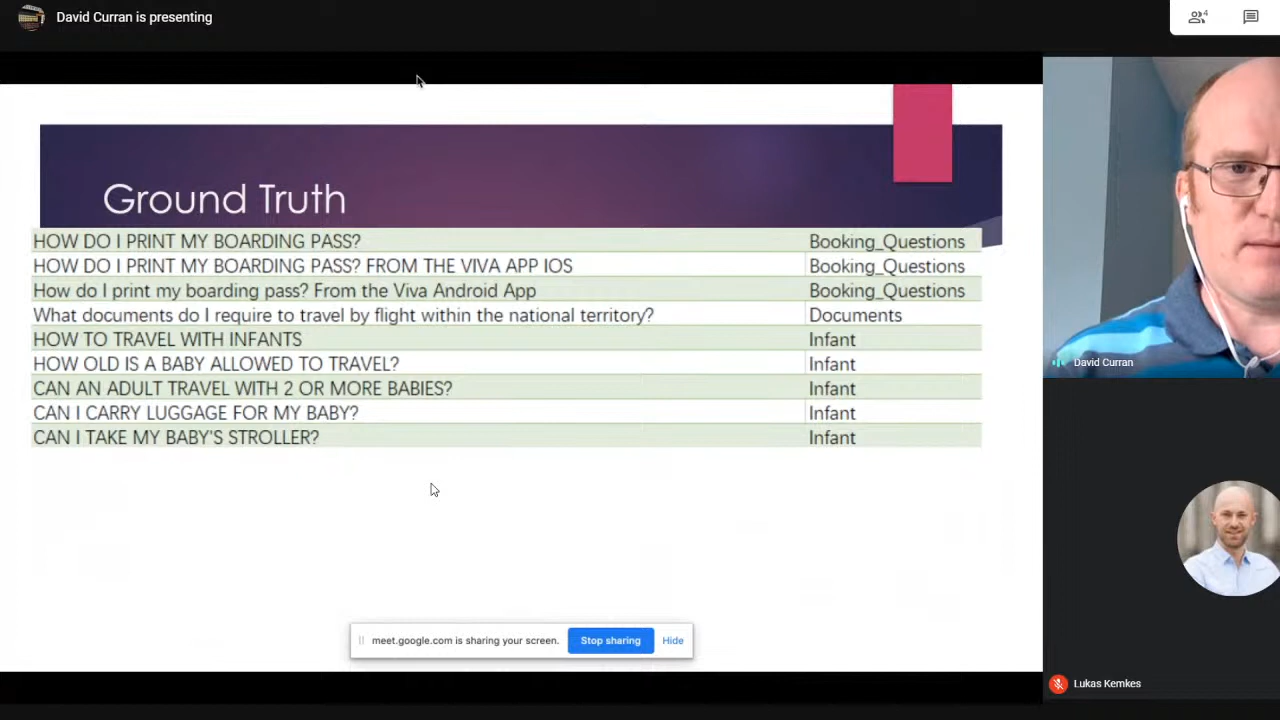 David Curran is presenting
4
Ground Truth
HOW DO I PRINT MY BOARDING PASS? Booking_Questions
HOW DO I PRINT MY BOARDING PASS? FROM THE VIVA APP IOS Booking_Questions
How do I print my boarding pass? From the Viva Android App Booking_Questions
What documents do I require to travel by flight within the national territory? Documents
HOW TO TRAVEL WITH INFANTS Infant
HOW OLD IS A BABY ALLOWED TO TRAVEL? Infant
CAN AN ADULT TRAVEL WITH 2 OR MORE BABIES? Infant
CAN I CARRY LUGGAGE FOR MY BABY? Infant
CAN I TAKE MY BABY'S STROLLER? Infant
David Curran
meet.google.com is sharing your screen. Stop sharing Hide
Lukas Kemkes